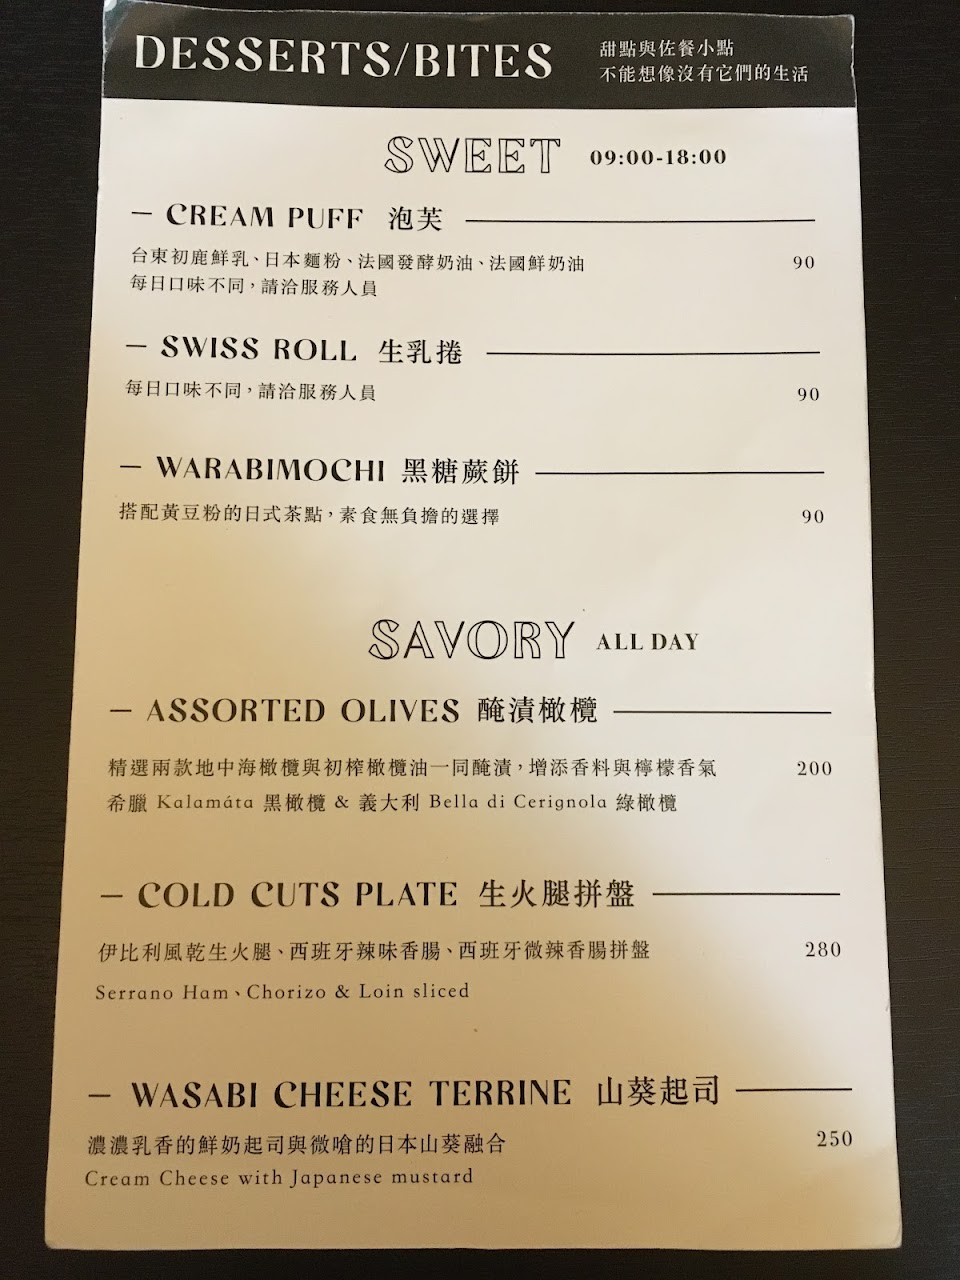 DESSERTS/BITES
甜點與佐餐小點
不能想像沒有它們的生活
SWEET 09:00-18:00
— CREAM PUFF 泡芙
台東初鹿鮮乳、日本麵粉、法國發酵奶油、法國鮮奶油 90
每日口味不同，請洽服務人員
— SWISS ROLL 生乳捲
每日口味不同，請洽服務人員 90
— WARABIMOCHI 黑糖蕨餅
搭配黃豆粉的日式茶點，素食無負擔的選擇 90
SAVORY ALL DAY
— ASSORTED OLIVES 醃漬橄欖
精選兩款地中海橄欖與初榨橄欖油一同醃漬，增添香料與檸檬香氣 200
希臘 Kalamáta 黑橄欖 & 義大利 Bella di Cerignola 綠橄欖
— COLD CUTS PLATE 生火腿拼盤
伊比利風乾生火腿、西班牙辣味香腸、西班牙微辣香腸拼盤 280
Serrano Ham、Chorizo & Loin sliced
— WASABI CHEESE TERRINE 山葵起司
濃濃乳香的鮮奶起司與微嗆的日本山葵融合 250
Cream Cheese with Japanese mustard